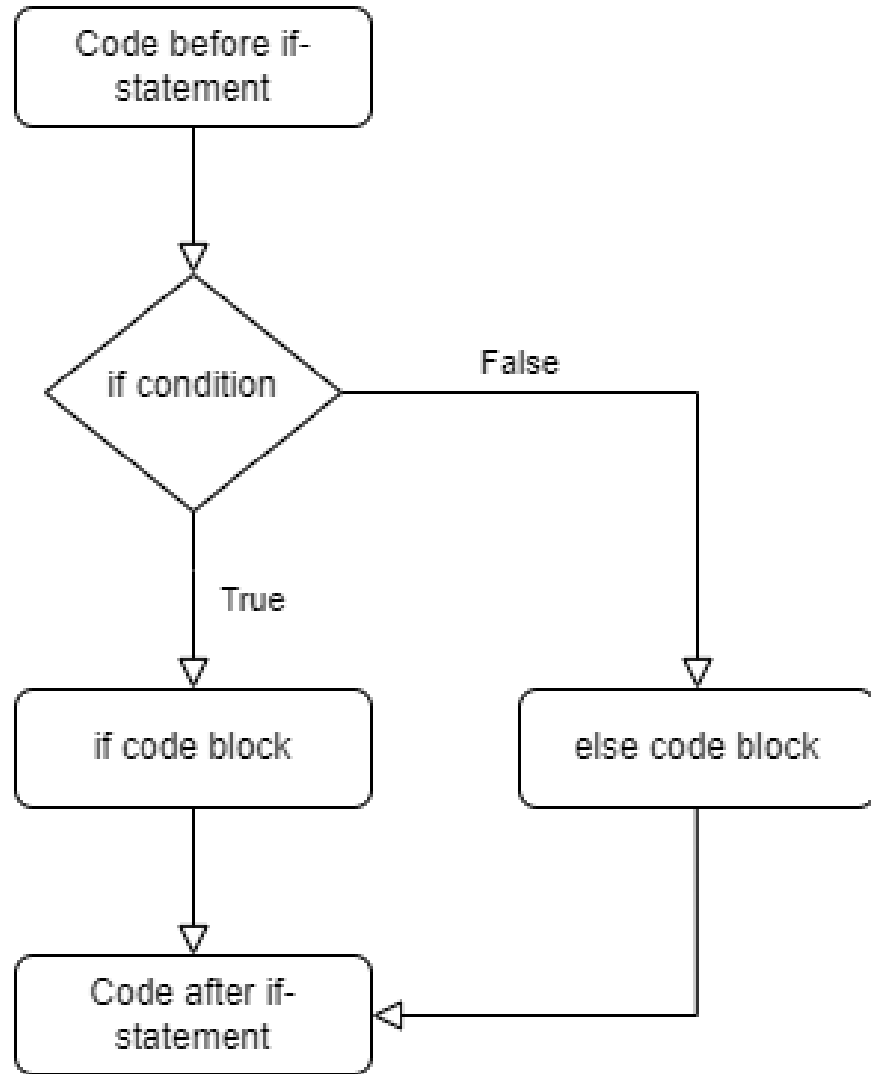 Code before if-
statement
if condition
False
True
if code block
else code block
Code after if-
statement